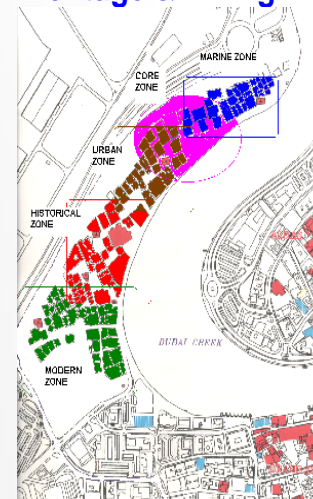 MARINE ZONE
CORE
ZONE
URBAN
ZONE
HISTORICAL
ZONE
DUBAI CREEK
MODERN
ZONE